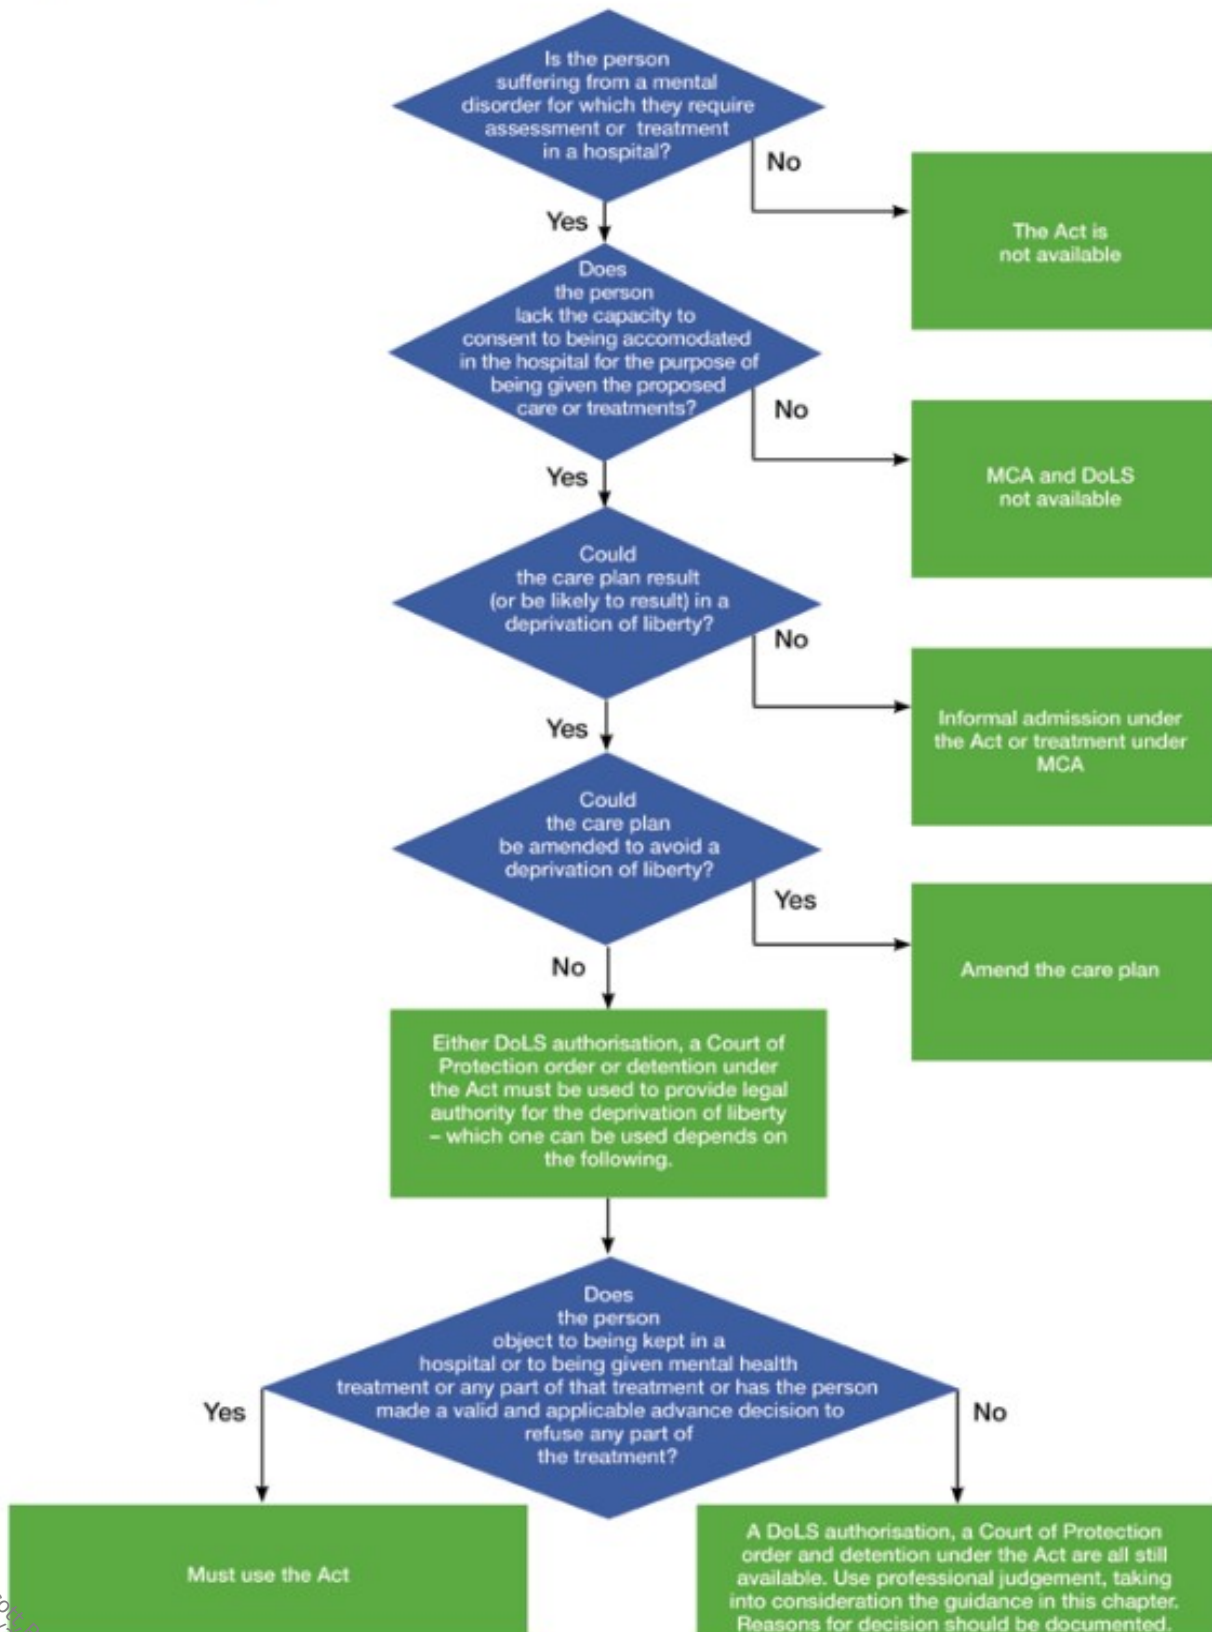 Is the person
suffering from a mental
disorder for which they require
assessment or treatment
in a hospital?
No
The Act is
not available
Yes
Does
the person
lack the capacity to
consent to being accomodated
in the hospital for the purpose of
being given the proposed
care or treatments?
No
MCA and DoLS
not available
Yes
Could
the care plan result
(or be likely to result) in a
deprivation of liberty?
No
Informal admission under
the Act or treatment under
MCA
Yes
Could
the care plan
be amended to avoid a
deprivation of liberty?
Yes
Amend the care plan
No
Either DoLS authorisation, a Court of
Protection order or detention under
the Act must be used to provide legal
authority for the deprivation of liberty
– which one can be used depends on
the following.
Does
the person
object to being kept in a
hospital or to being given mental health
treatment or any part of that treatment or has the person
made a valid and applicable advance decision to
refuse any part of
the treatment?
Yes
No
Must use the Act
A DoLS authorisation, a Court of Protection
order and detention under the Act are all still
available. Use professional judgement, taking
into consideration the guidance in this chapter.
Reasons for decision should be documented.